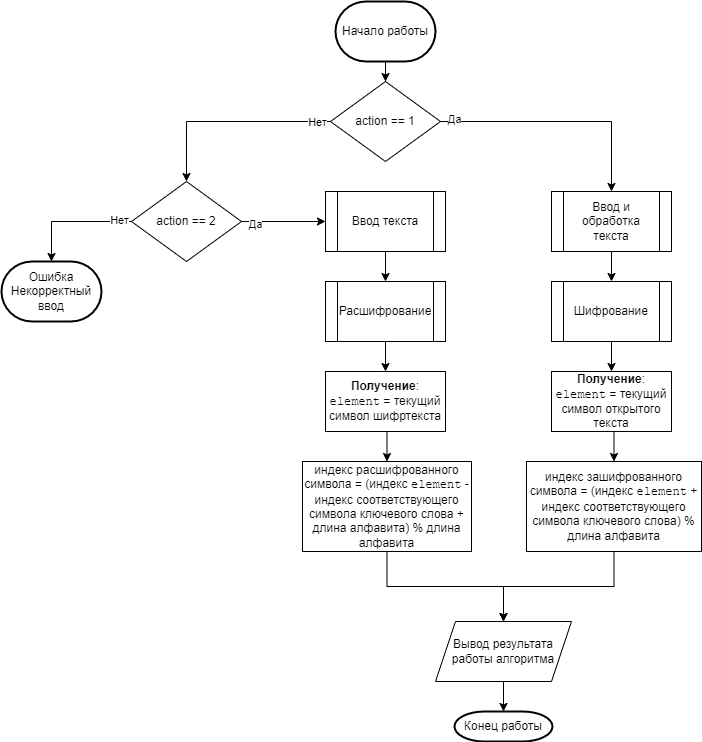 Начало работы
action == 1
Нет
Да
action == 2
Нет
Да
Ввод текста
Ввод и
обработка
текста
Ошибка
Некорректный
ввод
Расшифрование
Шифрование
Получение:
element = текущий
символ шифртекста
Получение:
element = текущий
символ открытого
текста
индекс расшифрованного
символа = (индекс element -
индекс соответствующего
символа ключевого слова +
длина алфавита) % длина
алфавита
индекс зашифрованного
символа = (индекс element +
индекс соответствующего
символа ключевого слова) %
длина алфавита
Вывод результата
работы алгоритма
Конец работы